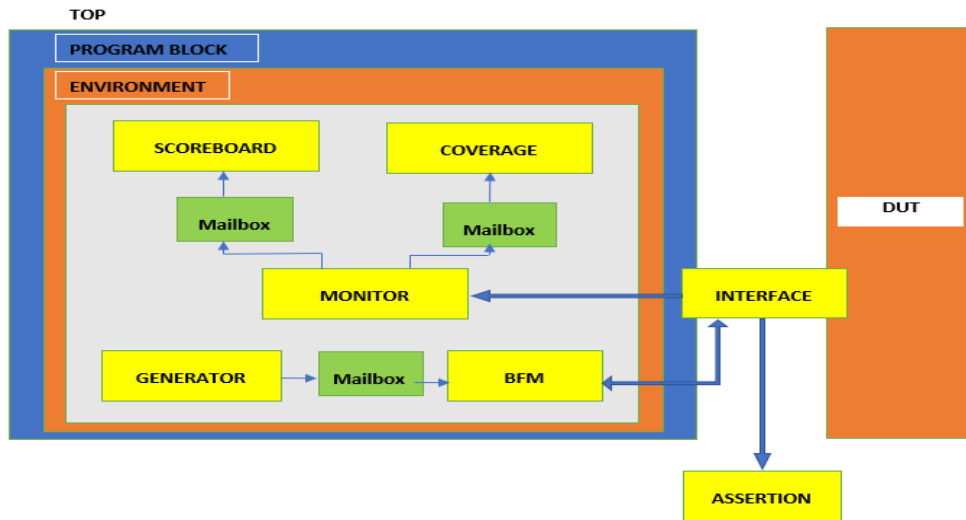 TOP
PROGRAM BLOCK
ENVIRONMENT
SCOREBOARD
COVERAGE
Mailbox
Mailbox
DUT
MONITOR
INTERFACE
GENERATOR
Mailbox
BFM
ASSERTION